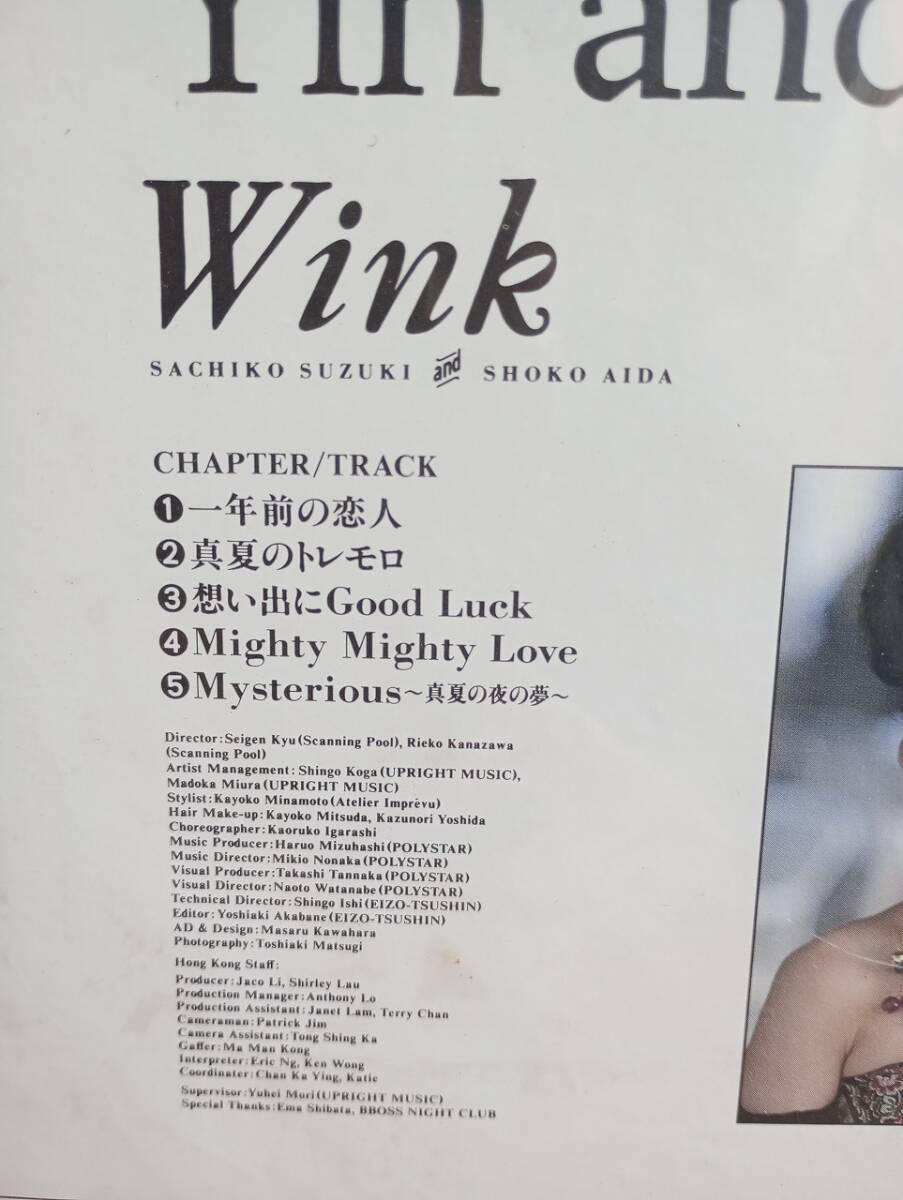 Yin and
Wink
SACHIKO SUZUKI and SHOKO AIDA
CHAPTER/TRACK
❶一年前の恋人
❷真夏のトレモロ
❸想い出にGood Luck
❹Mighty Mighty Love
❺Mysterious～真夏の夜の夢～
Director:Seigen Kyu(Scanning Pool), Rieko Kanazawa
(Scanning Pool)
Artist Management:Shingo Koga(UPRIGHT MUSIC),
Madoka Miura(UPRIGHT MUSIC)
Stylist:Kayoko Minamoto(Atelier Imprèvu)
Hair Make-up:Kayoko Mitsuda, Kazunori Yoshida
Choreographer:Kaoruko Igarashi
Music Producer:Haruo Mizuhashi(POLYSTAR)
Music Director:Mikio Nonaka(POLYSTAR)
Visual Producer:Takashi Tannaka(POLYSTAR)
Visual Director:Naoto Watanabe(POLYSTAR)
Technical Director:Shingo Ishi(EIZO-TSUSHIN)
Editor:Yoshiaki Akabane(EIZO-TSUSHIN)
AD & Design:Masaru Kawahara
Photography:Toshiaki Matsugi
Hong Kong Staff:
Producer:Jaco Li, Shirley Lau
Production Manager:Anthony Lo
Production Assistant:Janet Lam, Terry Chan
Cameraman:Patrick Jim
Camera Assistant:Tong Shing Ka
Gaffer:Ma Man Kong
Interpreter:Eric Ng, Ken Wong
Coordinater:Chan Ka Ying, Katie
Supervisor:Yuhei Mori(UPRIGHT MUSIC)
Special Thanks:Ema Shibata, BBOSS NIGHT CLUB